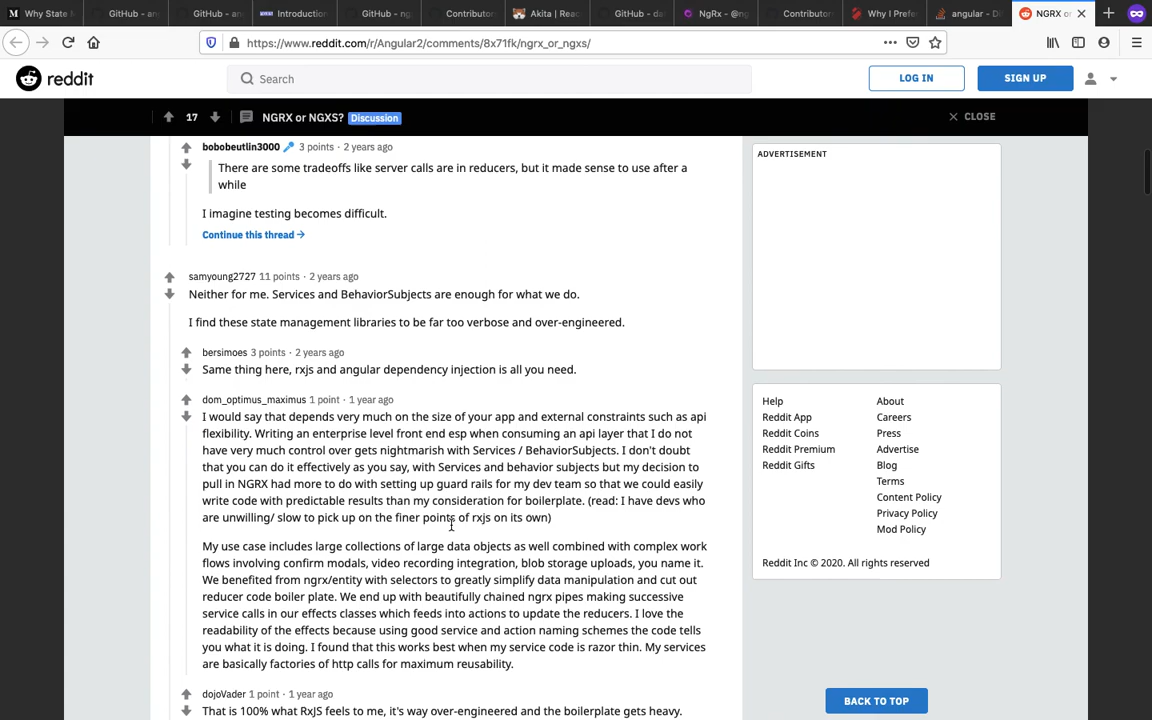 Why State M
GitHub - an
GitHub - an
Introduction
GitHub - ng
Contributor
Akita | Reac
GitHub - da
NgRx - @ng
Contributor
Why I Prefe
angular - Di
NGRX or
https://www.reddit.com/r/Angular2/comments/8x71fk/ngrx_or_ngxs/
reddit
Search
LOG IN
SIGN UP
17
NGRX or NGXS? Discussion
CLOSE
bobobeutlin3000 3 points · 2 years ago
There are some tradeoffs like server calls are in reducers, but it made sense to use after a
while
I imagine testing becomes difficult.
Continue this thread →
samyoung2727 11 points · 2 years ago
Neither for me. Services and BehaviorSubjects are enough for what we do.
I find these state management libraries to be far too verbose and over-engineered.
bersimoes 3 points · 2 years ago
Same thing here, rxjs and angular dependency injection is all you need.
dom_optimus_maximus 1 point · 1 year ago
I would say that depends very much on the size of your app and external constraints such as api
flexibility. Writing an enterprise level front end esp when consuming an api layer that I do not
have very much control over gets nightmarish with Services / BehaviorSubjects. I don't doubt
that you can do it effectively as you say, with Services and behavior subjects but my decision to
pull in NGRX had more to do with setting up guard rails for my dev team so that we could easily
write code with predictable results than my consideration for boilerplate. (read: I have devs who
are unwilling/ slow to pick up on the finer points of rxjs on its own)
My use case includes large collections of large data objects as well combined with complex work
flows involving confirm modals, video recording integration, blob storage uploads, you name it.
We benefited from ngrx/entity with selectors to greatly simplify data manipulation and cut out
reducer code boiler plate. We end up with beautifully chained ngrx pipes making successive
service calls in our effects classes which feeds into actions to update the reducers. I love the
readability of the effects because using good service and action naming schemes the code tells
you what it is doing. I found that this works best when my service code is razor thin. My services
are basically factories of http calls for maximum reusability.
dojoVader 1 point · 1 year ago
That is 100% what RxJS feels to me, it's way over-engineered and the boilerplate gets heavy.
ADVERTISEMENT
Help
Reddit App
Reddit Coins
Reddit Premium
Reddit Gifts
About
Careers
Press
Advertise
Blog
Terms
Content Policy
Privacy Policy
Mod Policy
Reddit Inc © 2020. All rights reserved
BACK TO TOP